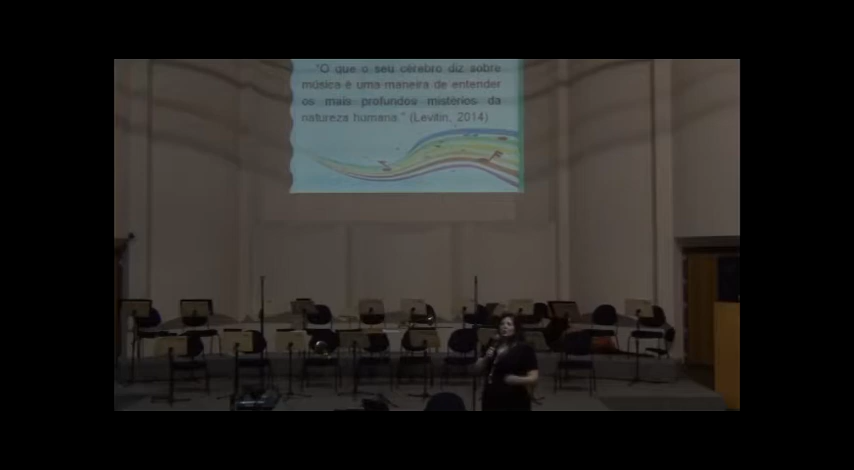 "O que o seu cérebro diz sobre
música é uma maneira de entender
os mais profundos mistérios da
natureza humana." (Levitin, 2014)